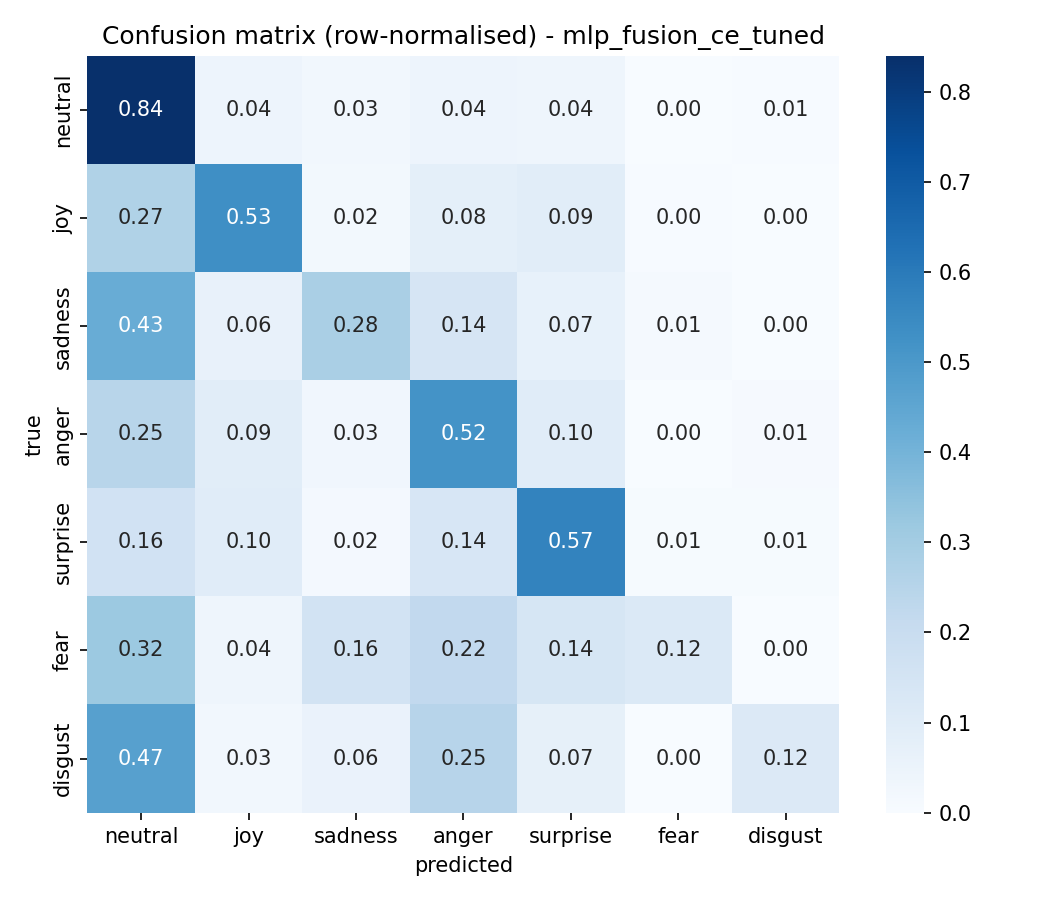 Confusion matrix (row-normalised) - mlp_fusion_ce_tuned
true
neutral 0.84 0.04 0.03 0.04 0.04 0.00 0.01
joy 0.27 0.53 0.02 0.08 0.09 0.00 0.00
sadness 0.43 0.06 0.28 0.14 0.07 0.01 0.00
anger 0.25 0.09 0.03 0.52 0.10 0.00 0.01
surprise 0.16 0.10 0.02 0.14 0.57 0.01 0.01
fear 0.32 0.04 0.16 0.22 0.14 0.12 0.00
disgust 0.47 0.03 0.06 0.25 0.07 0.00 0.12
neutral joy sadness anger surprise fear disgust
predicted
0.8
0.7
0.6
0.5
0.4
0.3
0.2
0.1
0.0